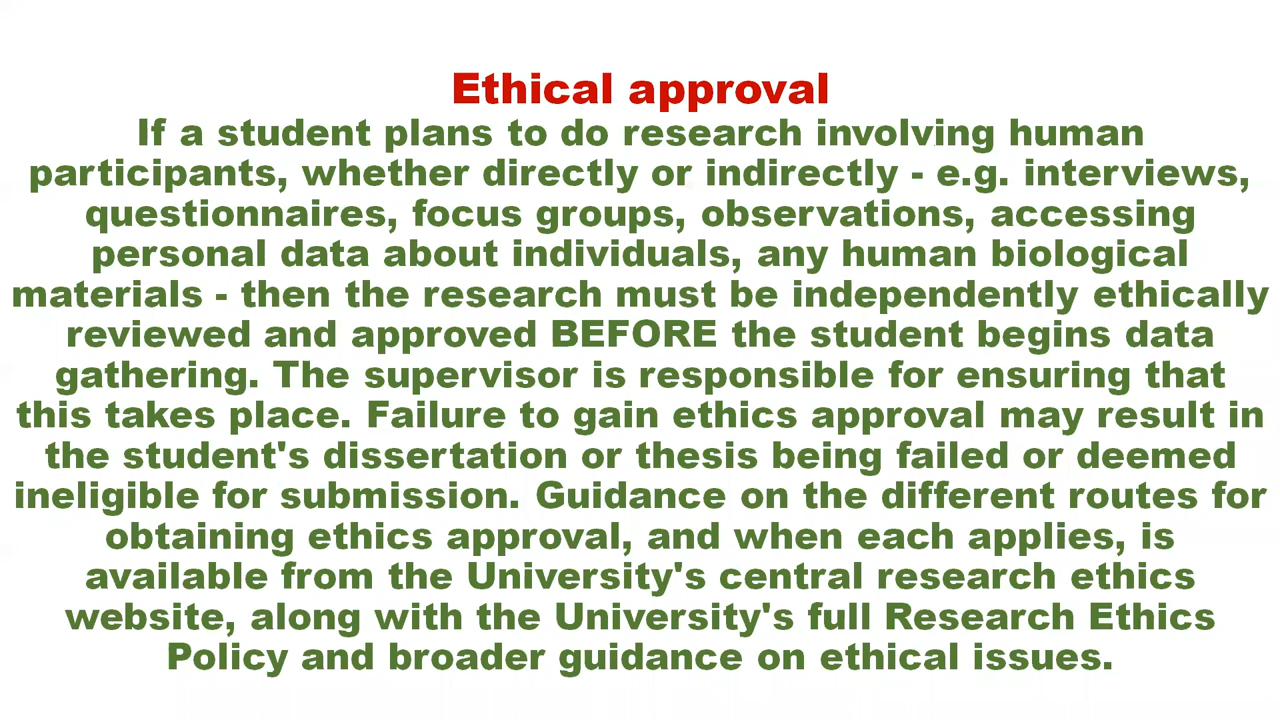 Ethical approval
If a student plans to do research involving human
participants, whether directly or indirectly - e.g. interviews,
questionnaires, focus groups, observations, accessing
personal data about individuals, any human biological
materials - then the research must be independently ethically
reviewed and approved BEFORE the student begins data
gathering. The supervisor is responsible for ensuring that
this takes place. Failure to gain ethics approval may result in
the student's dissertation or thesis being failed or deemed
ineligible for submission. Guidance on the different routes for
obtaining ethics approval, and when each applies, is
available from the University's central research ethics
website, along with the University's full Research Ethics
Policy and broader guidance on ethical issues.